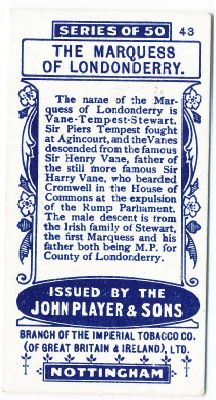 SERIES OF 50
43
THE MARQUESS
OF LONDONDERRY.
The name of the Mar-
quess of Londonderry is
Vane-Tempest-Stewart.
Sir Piers Tempest fought
at Agincourt, and the Vanes
descended from the famous
Sir Henry Vane, father of
the still more famous Sir
Harry Vane, who bearded
Cromwell in the House of
Commons at the expulsion
of the Rump Parliament.
The male descent is from
the Irish family of Stewart,
the first Marquess and his
father both being M.P. for
County of Londonderry.
ISSUED BY THE
JOHN PLAYER & SONS
BRANCH OF THE IMPERIAL TOBACCO CO.
(OF GREAT BRITAIN & IRELAND), LTD.
NOTTINGHAM